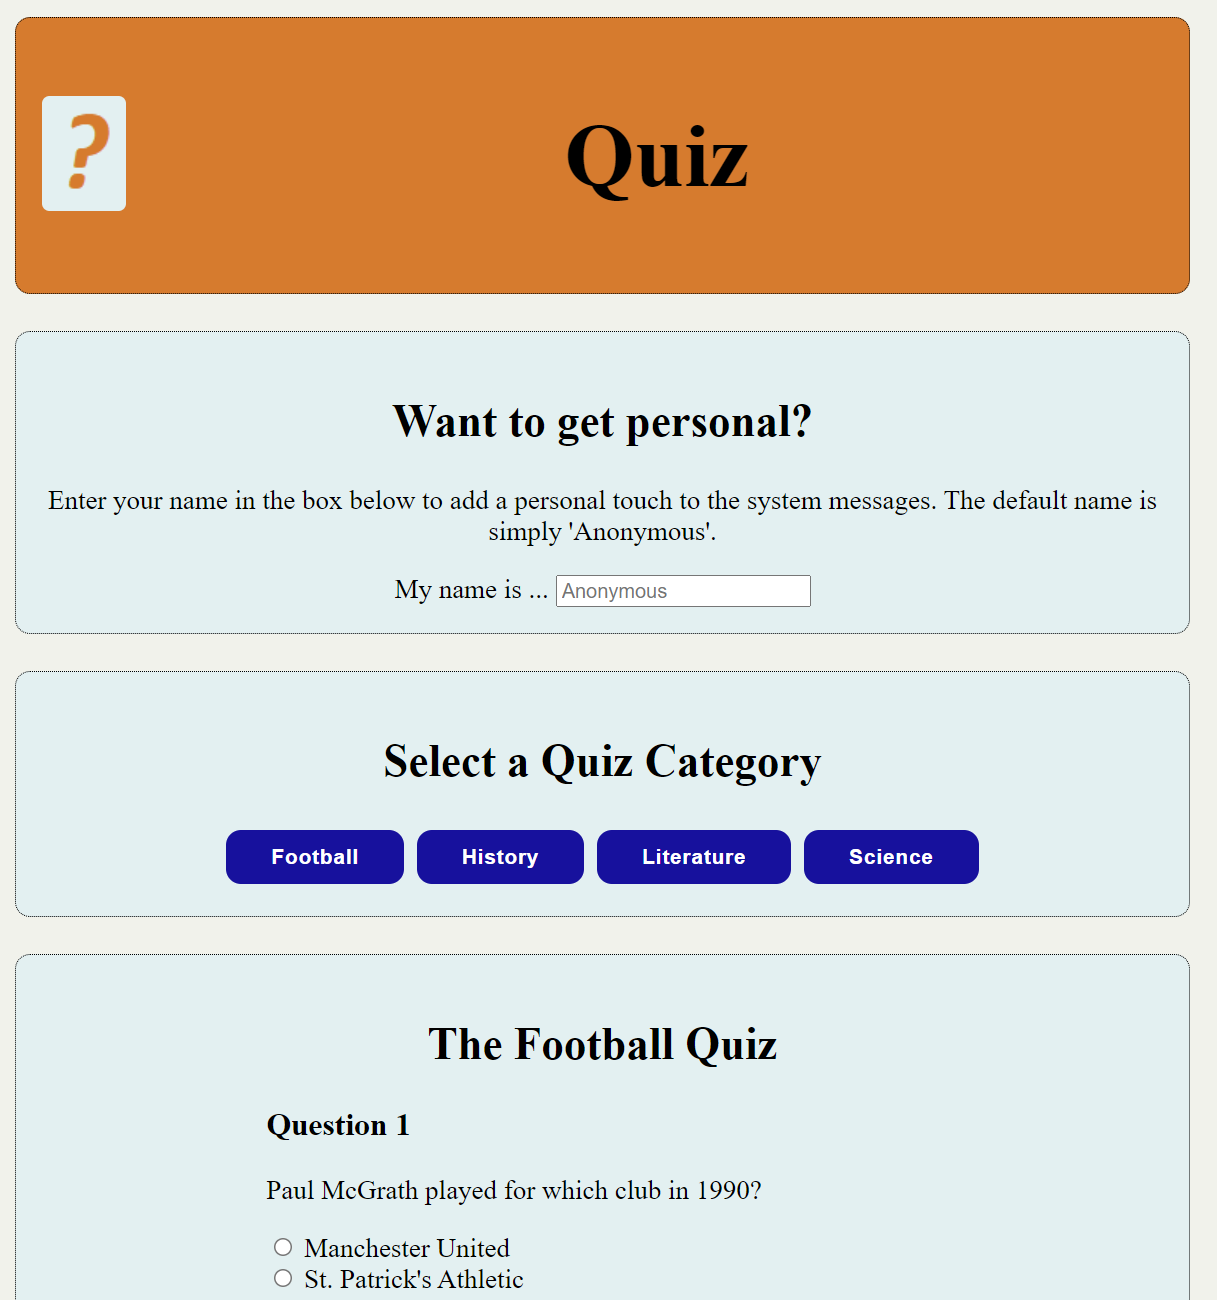 ?
Quiz
Want to get personal?
Enter your name in the box below to add a personal touch to the system messages. The default name is
simply 'Anonymous'.
My name is ... Anonymous
Select a Quiz Category
Football History Literature Science
The Football Quiz
Question 1
Paul McGrath played for which club in 1990?
Manchester United
St. Patrick's Athletic